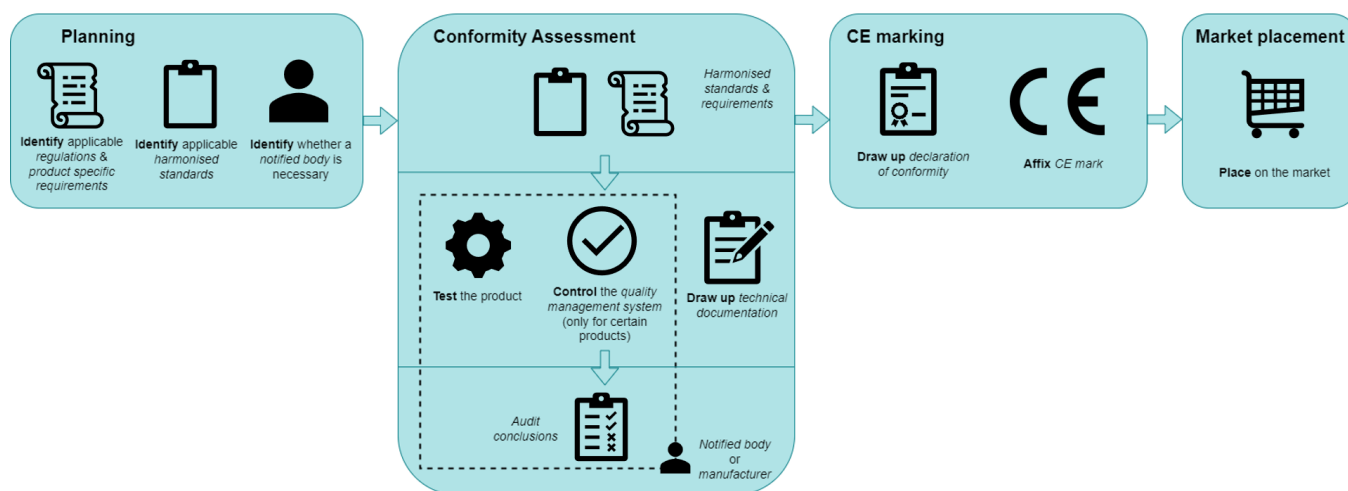 Planning
Identify applicable
regulations &
product specific
requirements
Identify applicable
harmonised
standards
Identify whether a
notified body is
necessary
Conformity Assessment
Harmonised
standards &
requirements
Test the product
Control the quality
management system
(only for certain
products)
Draw up technical
documentation
Audit
conclusions
Notified body
or
manufacturer
CE marking
Draw up declaration
of conformity
CE
Affix CE mark
Market placement
Place on the market